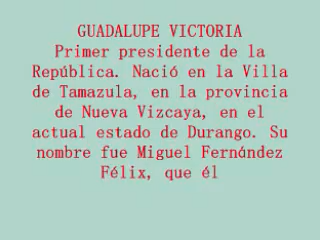 GUADALUPE VICTORIA
Primer presidente de la
República. Nació en la Villa
de Tamazula, en la provincia
de Nueva Vizcaya, en el
actual estado de Durango. Su
nombre fue Miguel Fernández
Félix, que él